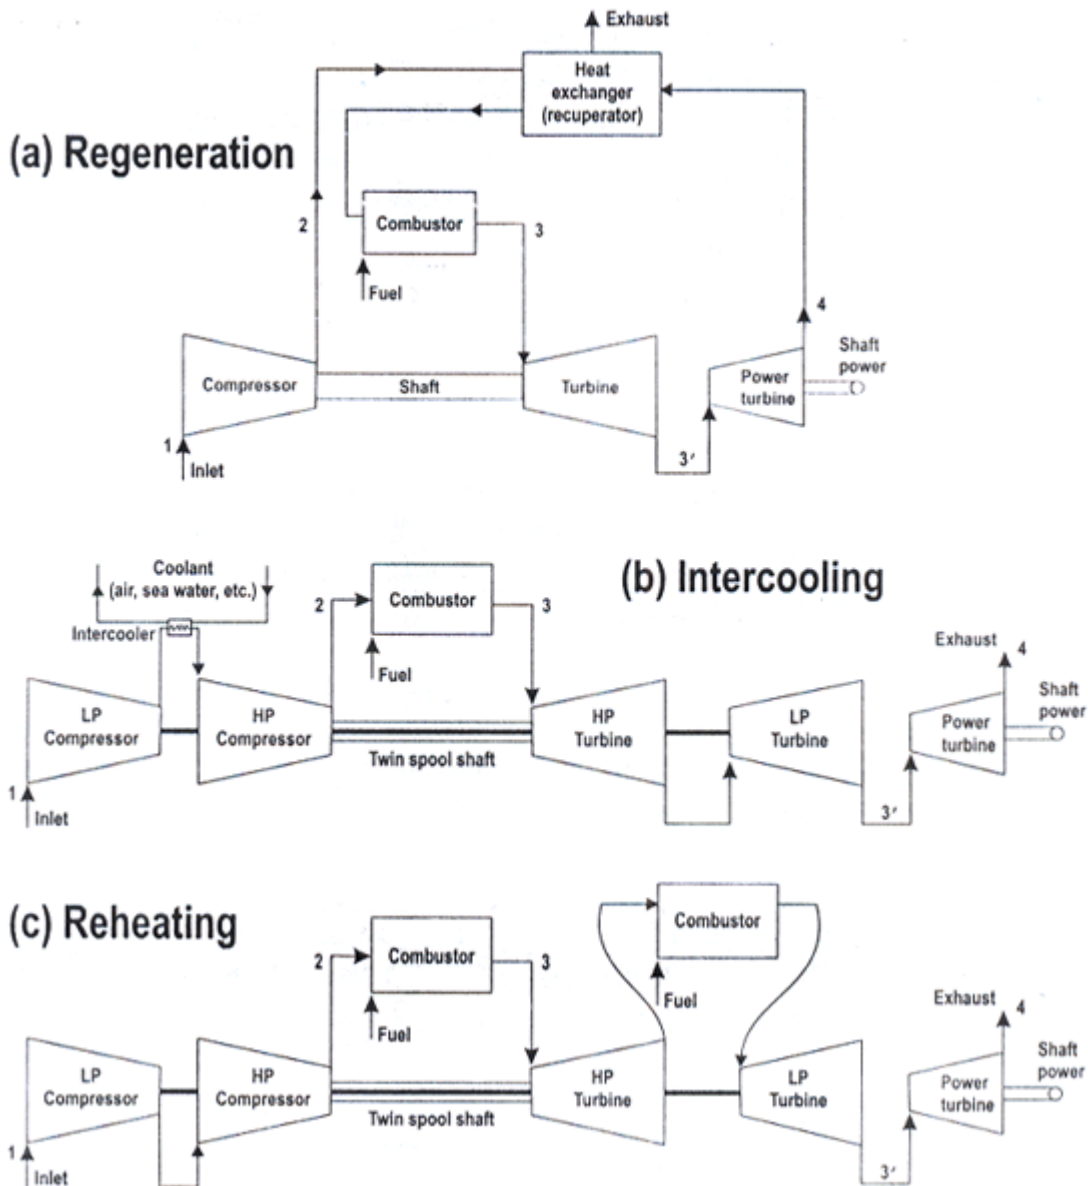 Exhaust
Heat
exchanger
(recuperator)
(a) Regeneration
2
Combustor
3
Fuel
4
Shaft
power
Compressor
Shaft
Turbine
Power
turbine
1
Inlet
3′
Coolant
(air, sea water, etc.)
Intercooler
2
Combustor
3
(b) Intercooling
Fuel
Exhaust
4
Shaft
power
LP
Compressor
HP
Compressor
HP
Turbine
LP
Turbine
Power
turbine
Twin spool shaft
1
Inlet
3′
(c) Reheating
2
Combustor
3
Combustor
Fuel
Fuel
Exhaust
4
Shaft
power
LP
Compressor
HP
Compressor
HP
Turbine
LP
Turbine
Power
turbine
Twin spool shaft
1
Inlet
3′